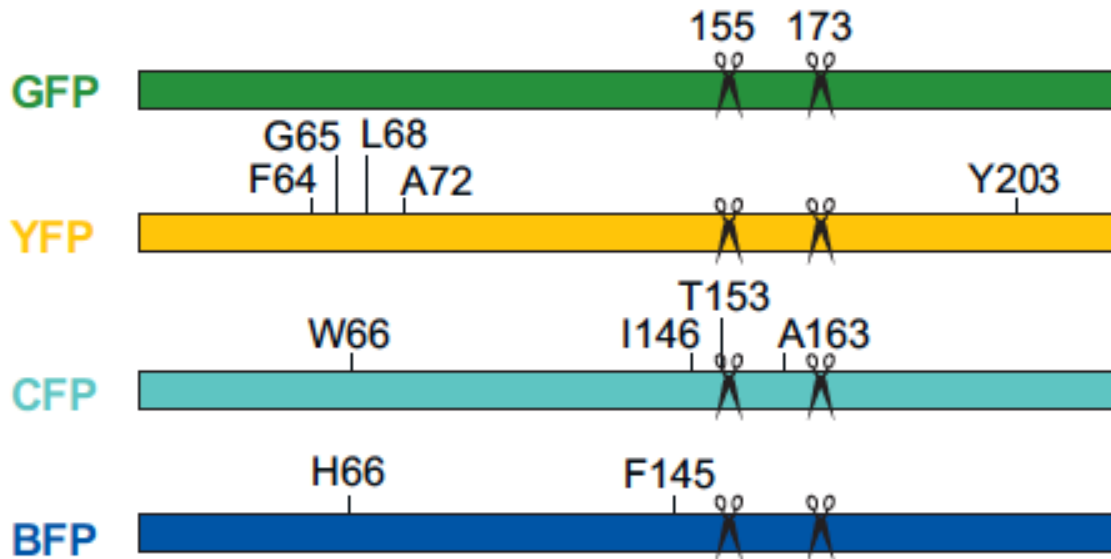 155 173
GFP
G65 L68
F64 A72 Y203
YFP
T153
W66 I146 A163
CFP
H66 F145
BFP